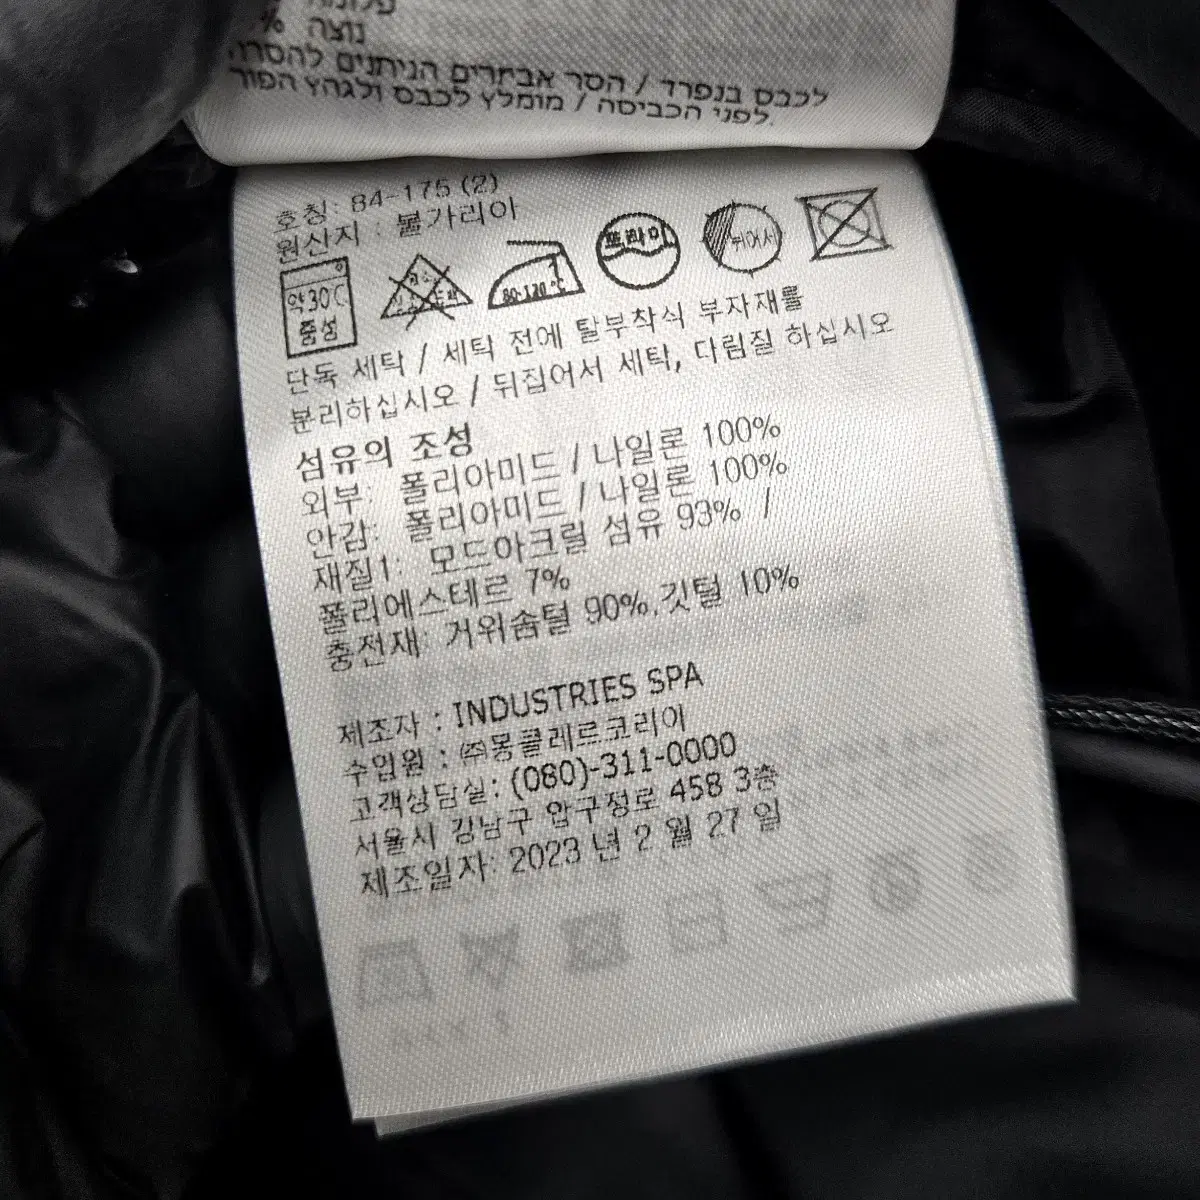 % נוצה
לכבס בנפרד / הסר אבזרים הניתנים להסרה
לפני הכביסה / מומלץ לכבס ולגהץ הפוך.
호칭: 84-175 (2)
원산지 : 불가리아
약30℃
중성
80-120 ℃
드라이
뉘어서
단독 세탁 / 세탁 전에 탈부착식 부자재를
분리하십시오 / 뒤집어서 세탁, 다림질 하십시오
섬유의 조성
외부: 폴리아미드 / 나일론 100%
안감: 폴리아미드 / 나일론 100%
재질1: 모드아크릴 섬유 93% /
폴리에스테르 7%
충전재: 거위솜털 90%, 깃털 10%
제조자 : INDUSTRIES SPA
수입원 : ㈜몽클레르코리아
고객상담실: (080)-311-0000
서울시 강남구 압구정로 458 3층
제조일자: 2023 년 2 월 27 일